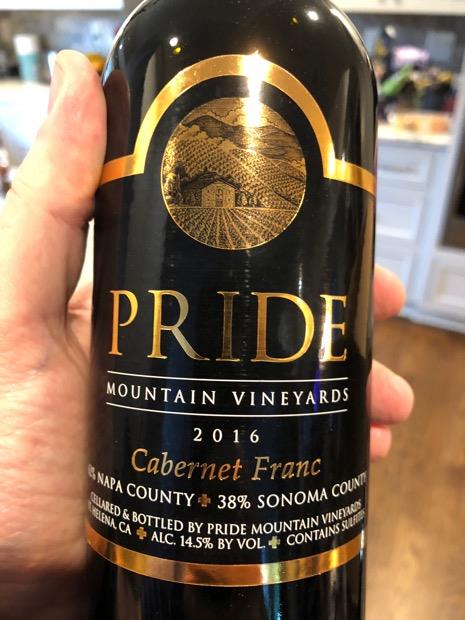 PRIDE
MOUNTAIN VINEYARDS
2016
Cabernet Franc
% NAPA COUNTY 38% SONOMA COUNTY
CELLARED & BOTTLED BY PRIDE MOUNTAIN VINEYARDS
HELENA, CA ALC. 14.5% BY VOL. CONTAINS SULFITES